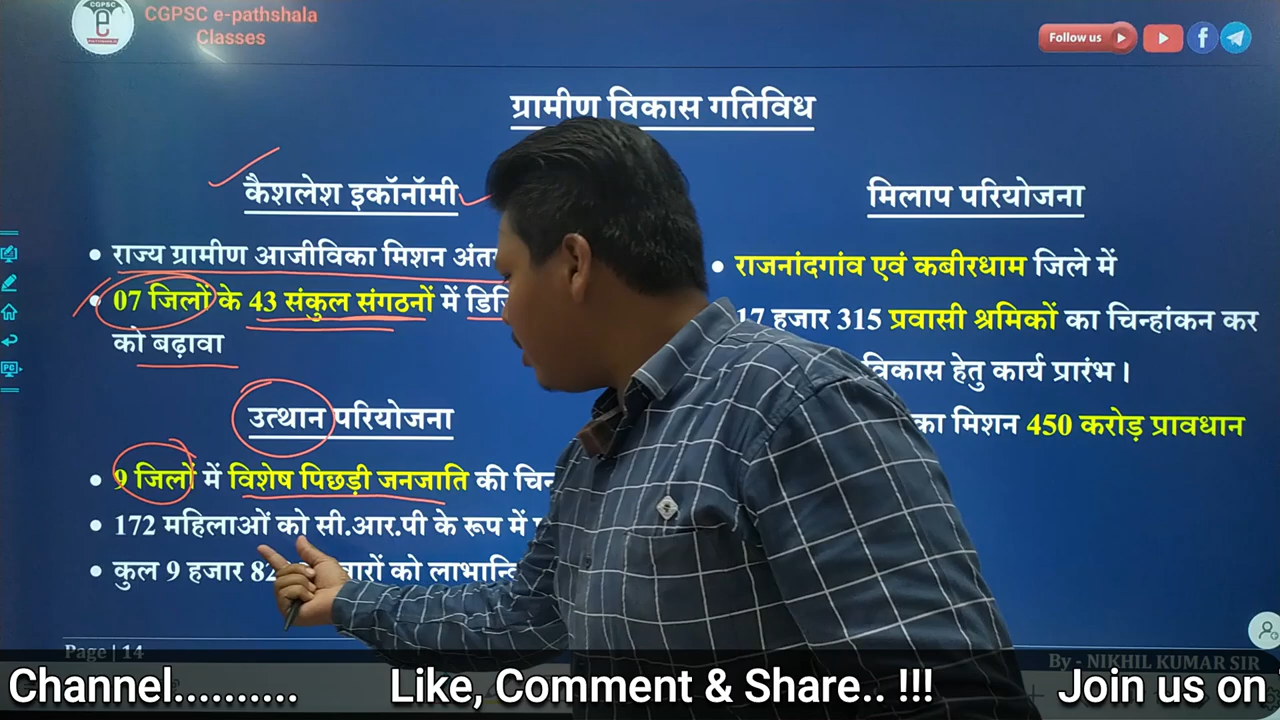 CGPSC
e
CGPSC e-pathshala
Classes
Follow us
ग्रामीण विकास गतिविध
कैशलेश इकॉनॉमी
• राज्य ग्रामीण आजीविका मिशन
• 07 जिलों के 43 संकुल संगठनों में
को बढ़ावा
उत्थान परियोजना
• 9 जिलों में विशेष पिछड़ी जनजाति की
• 172 महिलाओं को सी.आर.पी के रूप में
• कुल 9 हजार को
मिलाप परियोजना
• राजनांदगांव एवं कबीरधाम जिले में
17 हजार 315 प्रवासी श्रमिकों का चिन्हांकन कर
विकास हेतु कार्य प्रारंभ।
का मिशन 450 करोड़ प्रावधान
Page | 14
By - NIKHIL KUMAR SIR
Channel.......... Like, Comment & Share.. !!! Join us on